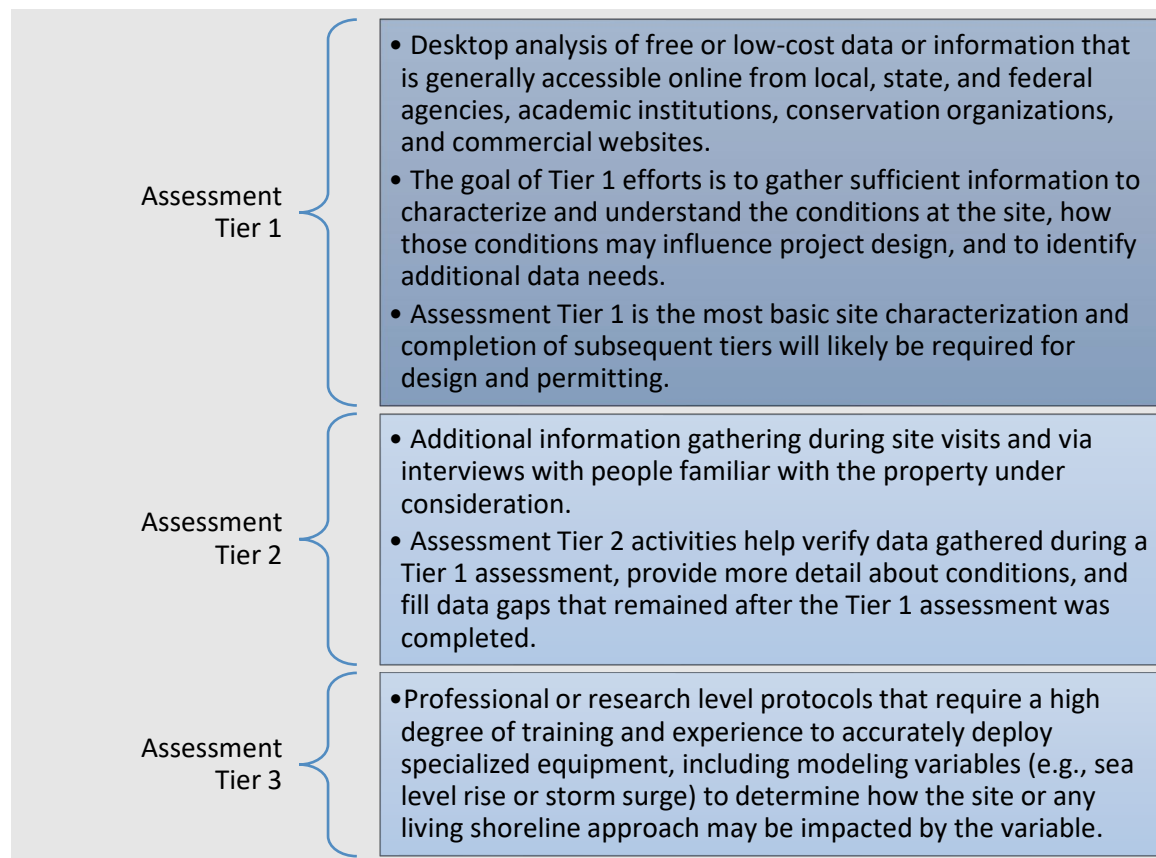 Assessment
Tier 1
• Desktop analysis of free or low-cost data or information that
is generally accessible online from local, state, and federal
agencies, academic institutions, conservation organizations,
and commercial websites.
• The goal of Tier 1 efforts is to gather sufficient information to
characterize and understand the conditions at the site, how
those conditions may influence project design, and to identify
additional data needs.
• Assessment Tier 1 is the most basic site characterization and
completion of subsequent tiers will likely be required for
design and permitting.
Assessment
Tier 2
• Additional information gathering during site visits and via
interviews with people familiar with the property under
consideration.
• Assessment Tier 2 activities help verify data gathered during a
Tier 1 assessment, provide more detail about conditions, and
fill data gaps that remained after the Tier 1 assessment was
completed.
Assessment
Tier 3
•Professional or research level protocols that require a high
degree of training and experience to accurately deploy
specialized equipment, including modeling variables (e.g., sea
level rise or storm surge) to determine how the site or any
living shoreline approach may be impacted by the variable.